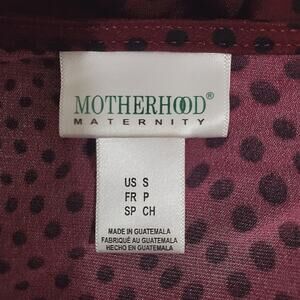 MOTHERHOOD®
MATERNITY
US S
FR P
SP CH
MADE IN GUATEMALA
FABRIQUÉ AU GUATEMALA
HECHO EN GUATEMALA